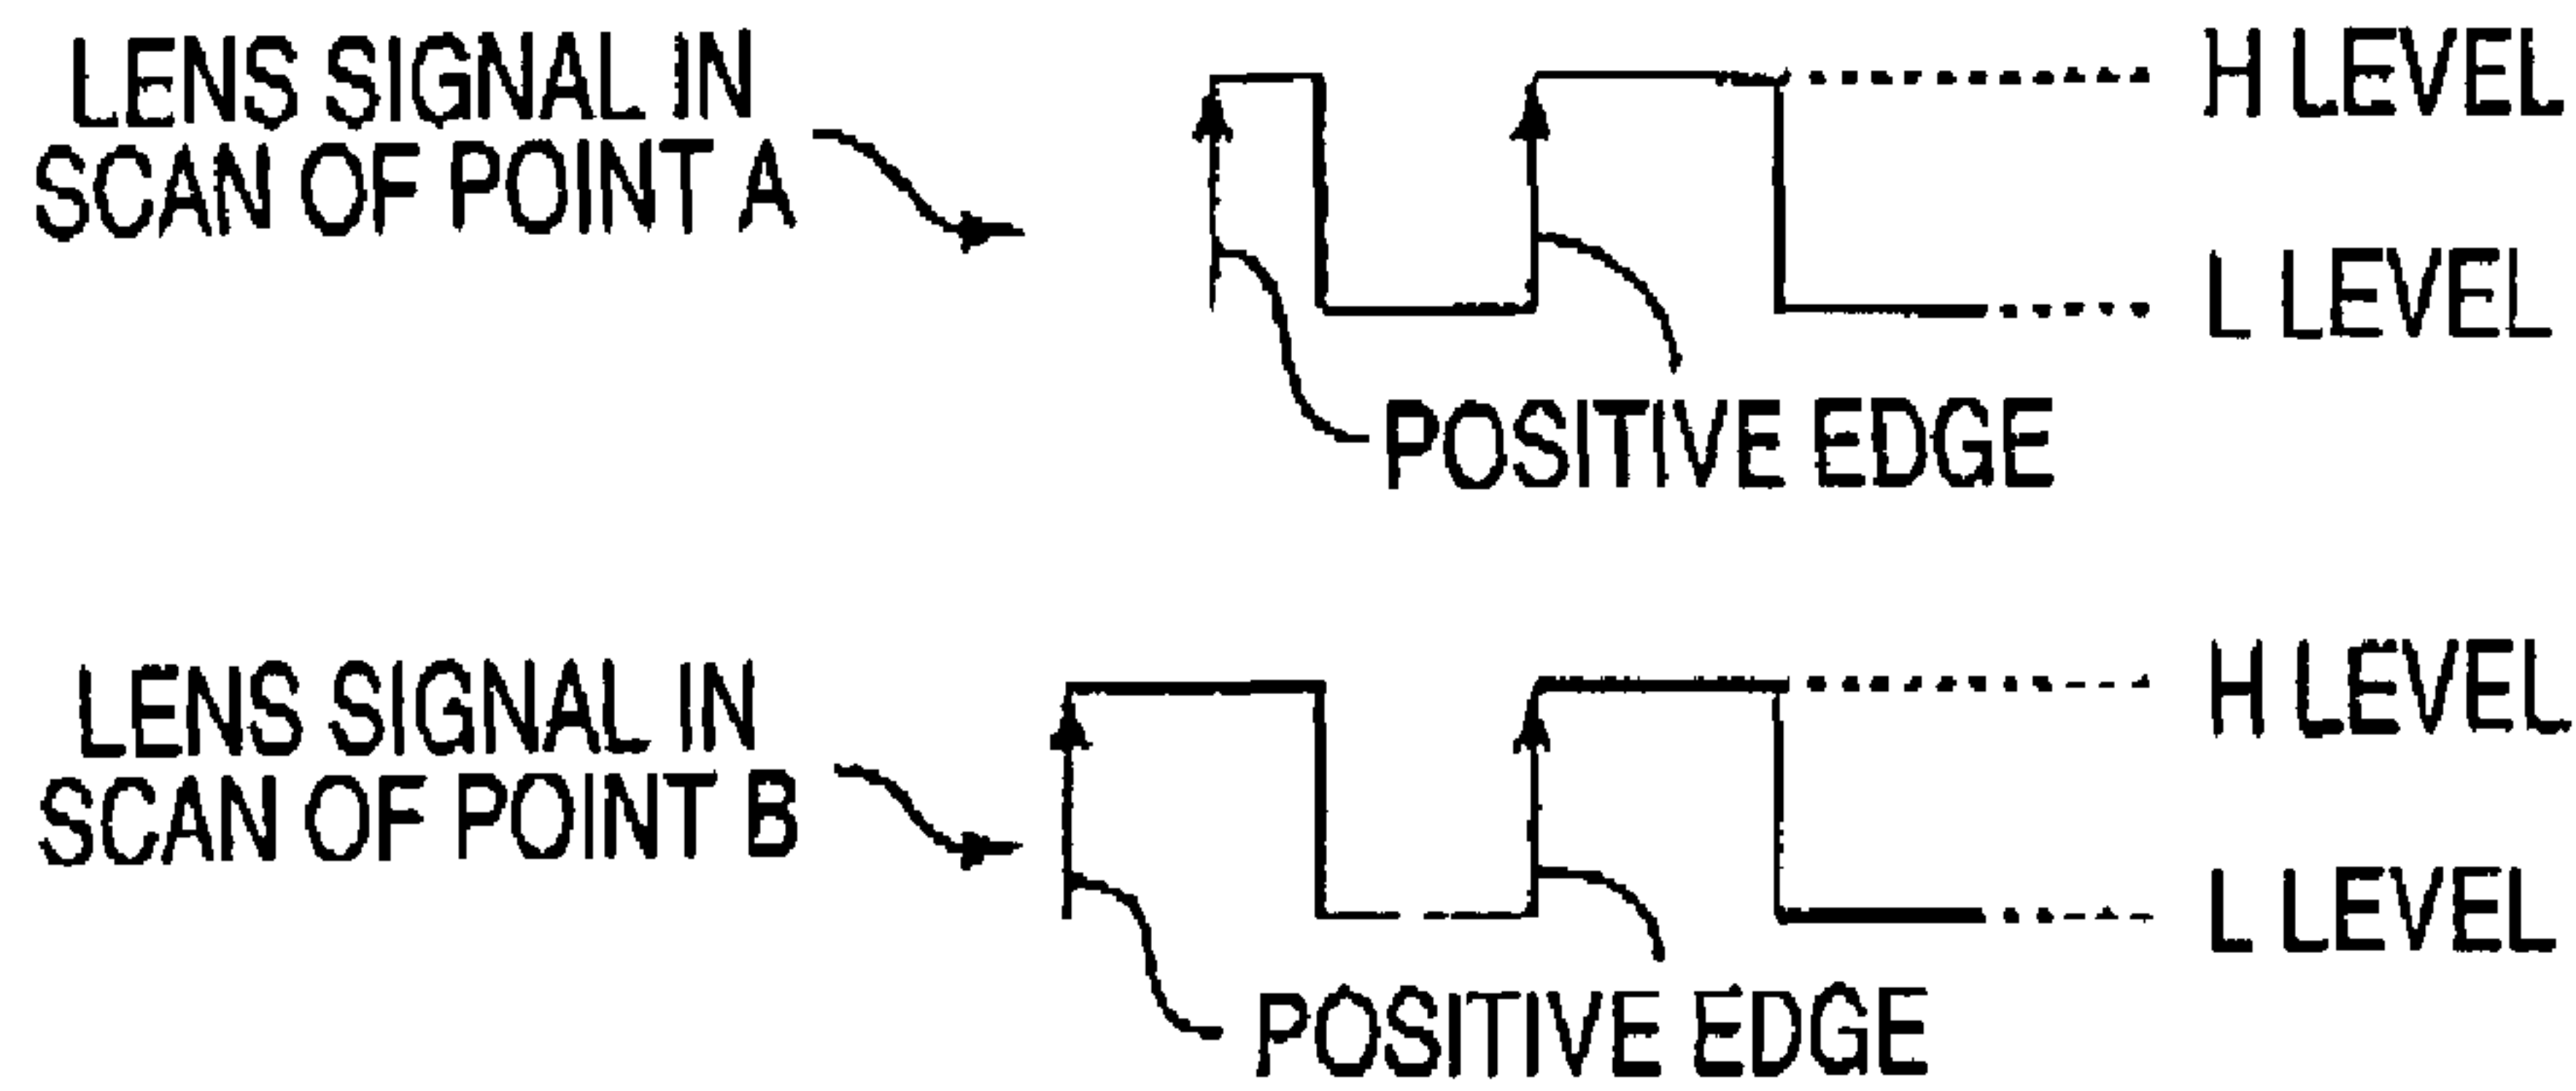 LENS SIGNAL IN
SCAN OF POINT A
H LEVEL
L LEVEL
POSITIVE EDGE
LENS SIGNAL IN
SCAN OF POINT B
H LEVEL
L LEVEL
POSITIVE EDGE